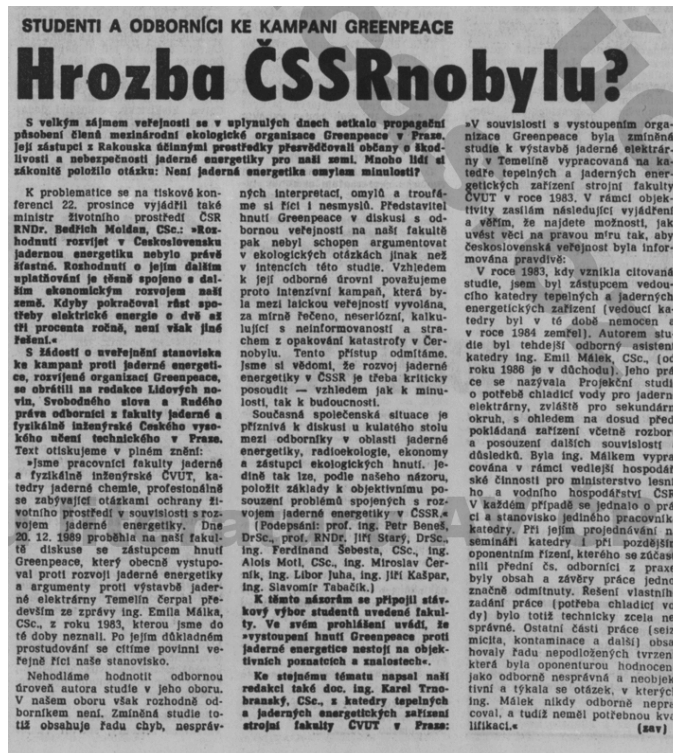 STUDENTI A ODBORNÍCI KE KAMPANI GREENPEACE
Hrozba ČSSRnobylu?
S velkým zájmem veřejnosti se v uplynulých dnech setkalo propagační
působení členů mezinárodní ekologické organizace Greenpeace v Praze.
Její zástupci z Rakouska účinnými prostředky přesvědčovali občany o škod-
livosti a nebezpečnosti jaderné energetiky pro naši zemi. Mnoho lidí si
zákonitě položilo otázku: Není jaderná energetika omylem minulosti?
K problematice se na tiskové kon-
ferenci 22. prosince vyjádřil také
ministr životního prostředí ČSR
RNDr. Bedřich Moldan, CSc.: »Roz-
hodnutí rozvíjet v Československu
jadernou energetiku nebylo právě
šťastné. Rozhodnutí o jejím dalším
uplatňování je těsně spojeno s dal-
ším ekonomickým rozvojem naší
země. Kdyby pokračoval růst spo-
třeby elektrické energie o dvě až
tři procenta ročně, není však jiné
řešení.«
S žádostí o uveřejnění stanoviska
ke kampani proti jaderné energeti-
ce, rozvíjené organizací Greenpeace,
se obrátili na redakce Lidových no-
vin, Svobodného slova a Rudého
práva odborníci z fakulty jaderné a
fyzikálně inženýrské Českého vyso-
kého učení technického v Praze.
Text otiskujeme v plném znění:
»Jsme pracovníci fakulty jaderné
a fyzikálně inženýrské ČVUT, ka-
tedry jaderné chemie, profesionálně
se zabývající otázkami ochrany ži-
votního prostředí v souvislosti s roz-
vojem jaderné energetiky. Dne
20. 12. 1989 proběhla na naší fakul-
tě diskuse se zástupcem hnutí
Greenpeace, který obecně vystupo-
val proti rozvoji jaderné energetiky
a argumenty proti výstavbě jader-
né elektrárny Temelín čerpal pře-
devším ze zprávy ing. Emila Málka,
CSc., z roku 1983, kterou jsme do
té doby neznali. Po jejím důkladném
prostudování se cítíme povinni ve-
řejně říci naše stanovisko.
Nehodláme hodnotit odbornou
úroveň autora studie v jeho oboru.
V našem oboru však rozhodně od-
borníkem není. Zmíněná studie to-
tiž obsahuje řadu chyb, nespráv-
ných interpretací, omylů a troufá-
me si říci i nesmyslů. Představitel
hnutí Greenpeace v diskusi s od-
bornou veřejností na naší fakultě
pak nebyl schopen argumentovat
v ekologických otázkách jinak než
v intencích této studie. Vzhledem
k její odborné úrovni považujeme
proto intenzívní kampaň, která by-
la mezi laickou veřejností vyvolána,
za mírně řečeno, neseriózní, kalku-
lující s neinformovaností a stra-
chem z opakování katastrofy v Čer-
nobylu. Tento přístup odmítáme.
Jsme si vědomi, že rozvoj jaderné
energetiky v ČSSR je třeba kriticky
posoudit — vzhledem jak k minu-
losti, tak k budoucnosti.
Současná společenská situace je
příznivá k diskusi u kulatého stolu
mezi odborníky v oblasti jaderné
energetiky, radioekologie, ekonomy
a zástupci ekologických hnutí. Je-
dině tak lze, podle našeho názoru,
položit základy k objektivnímu po-
souzení problémů spojených s roz-
vojem jaderné energetiky v ČSSR.«
(Podepsáni: prof. ing. Petr Beneš,
DrSc., prof. RNDr. Jiří Starý, DrSc.,
ing. Ferdinand Šebesta, CSc., ing.
Alois Motl, CSc., ing. Miroslav Čer-
ník, ing. Libor Juha, ing. Jiří Kašpar,
ing. Slavomír Tabačík.)
K těmto názorům se připojil stáv-
kový výbor studentů uvedené fakul-
ty. Ve svém prohlášení uvádí, že
»vystoupení hnutí Greenpeace proti
jaderné energetice nestojí na objek-
tivních poznatcích a znalostech«.
Ke stejnému tématu napsal naší
redakci také doc. ing. Karel Trno-
branský, CSc., z katedry tepelných
a jaderných energetických zařízení
strojní fakulty ČVUT v Praze:
»V souvislosti s vystoupením orga-
nizace Greenpeace byla zmíněna
studie k výstavbě jaderné elektrár-
ny v Temelíně vypracovaná na ka-
tedře tepelných a jaderných ener-
getických zařízení strojní fakulty
ČVUT v roce 1983. V rámci objek-
tivity zasílám následující vyjádření
a věřím, že najdete možnosti, jak
uvést věci na pravou míru tak, aby
československá veřejnost byla infor-
mována pravdivě:
V roce 1983, kdy vznikla citovaná
studie, jsem byl zástupcem vedou-
cího katedry tepelných a jaderných
energetických zařízení (vedoucí ka-
tedry byl v té době nemocen a
v roce 1984 zemřel). Autorem stu-
die byl tehdejší odborný asistent
katedry ing. Emil Málek, CSc., (od
roku 1986 je v důchodu). Jeho prá-
ce se nazývala Projekční studi
o potřebě chladicí vody pro jadern
elektrárny, zvláště pro sekundárn
okruh, s ohledem na dosud před
pokládaná zařízení včetně rozbor
a posouzení dalších souvislostí
důsledků. Byla ing. Málkem vypra
cována v rámci vedlejší hospodář
ské činnosti pro ministerstvo lesní
ho a vodního hospodářství ČSR
V každém případě se jednalo o prá
ci a stanovisko jediného pracovník
katedry. Při jejím projednávání n
semináři katedry i při pozdějším
oponentním řízení, kterého se zúčas
nili přední čs. odborníci z praxe
byly obsah a závěry práce jedno
značně odmítnuty. Řešení vlastního
zadání práce (potřeba chladicí vo
dy) bylo totiž technicky zcela ne
správné. Ostatní části práce (seiz
micita, kontaminace a další) obsa
hovaly řadu nepodložených tvrzen
která byla oponenturou hodnocen
jako odborně nesprávná a neobjek
tivní a týkala se otázek, v kterých
ing. Málek nikdy odborně nepra
coval, a tudíž neměl potřebnou kva
lifikaci.« (zav)